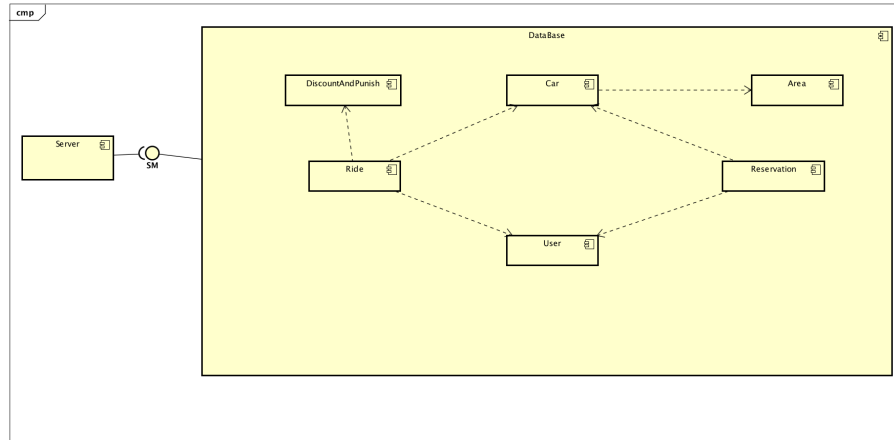 cmp
DataBase
DiscountAndPunish
Car
Area
Server
SM
Ride
Reservation
User